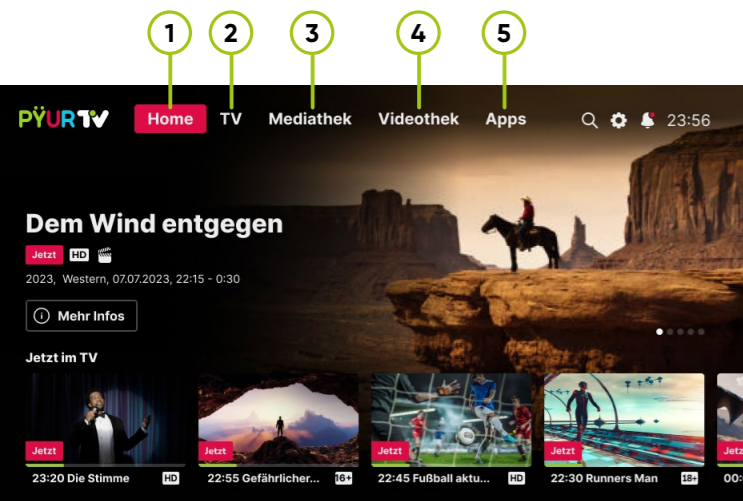 1 2 3 4 5
PŸUR TV Home TV Mediathek Videothek Apps 23:56
Dem Wind entgegen
Jetzt HD
2023, Western, 07.07.2023, 22:15 - 0:30
Mehr Infos
Jetzt im TV
Jetzt Jetzt Jetzt Jetzt Jetz
23:20 Die Stimme HD 22:55 Gefährlicher... 16+ 22:45 Fußball aktu... HD 22:30 Runners Man 18+ 00: